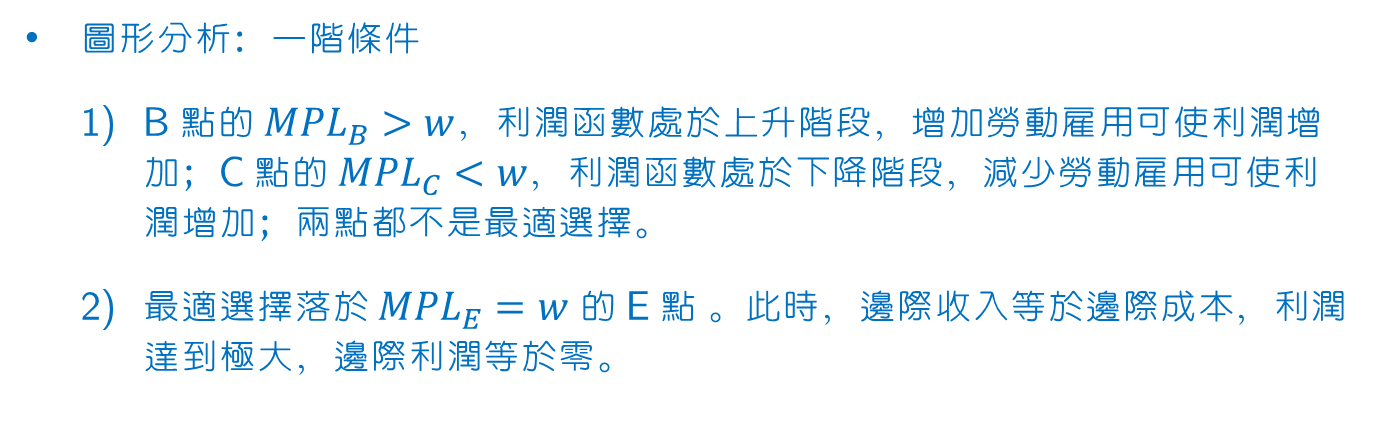 • 圖形分析：一階條件
1) B 點的 $MPL_B > w$，利潤函數處於上升階段，增加勞動雇用可使利潤增
加；C 點的 $MPL_C < w$，利潤函數處於下降階段，減少勞動雇用可使利
潤增加；兩點都不是最適選擇。
2) 最適選擇落於 $MPL_E = w$ 的 E 點 。此時，邊際收入等於邊際成本，利潤
達到極大，邊際利潤等於零。